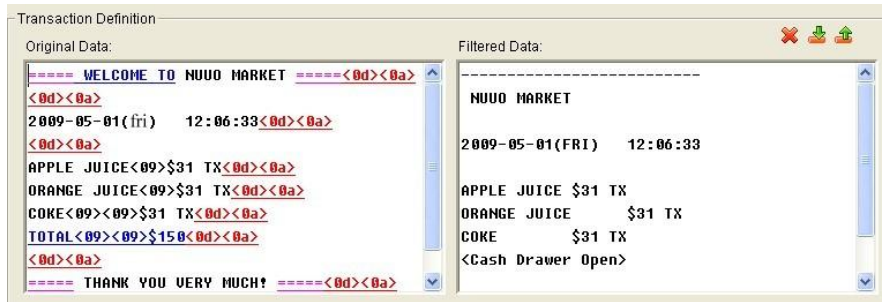 Transaction Definition
Original Data:
===== WELCOME TO NUUO MARKET =====<0d><0a>
<0d><0a>
2009-05-01(fri) 12:06:33<0d><0a>
<0d><0a>
APPLE JUICE<09>$31 TX<0d><0a>
ORANGE JUICE<09>$31 TX<0d><0a>
COKE<09><09>$31 TX<0d><0a>
TOTAL<09><09>$150<0d><0a>
<0d><0a>
===== THANK YOU VERY MUCH! =====<0d><0a>
Filtered Data:
--------------------------
NUUO MARKET
2009-05-01(FRI) 12:06:33
APPLE JUICE $31 TX
ORANGE JUICE $31 TX
COKE $31 TX
<Cash Drawer Open>